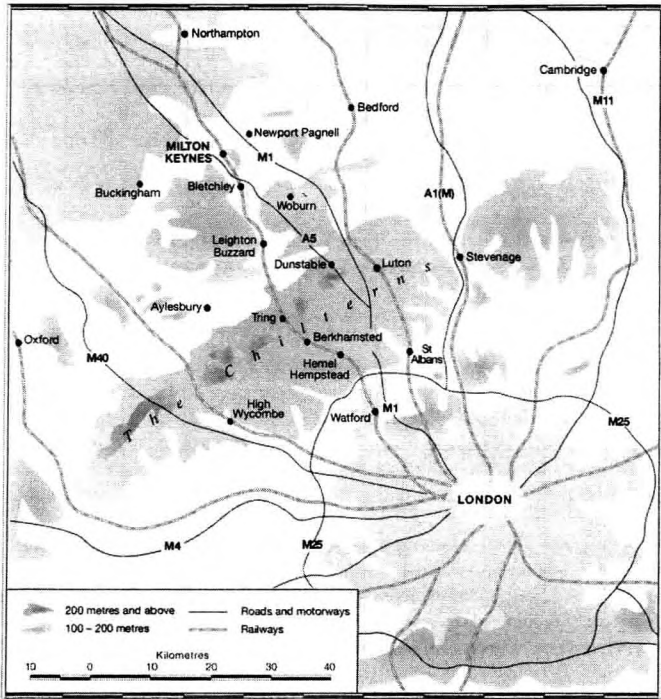 Northampton
Cambridge
M11
Bedford
Newport Pagnell
MILTON
KEYNES
M1
Buckingham
Bletchley
Woburn
A1(M)
A5
Leighton
Buzzard
Dunstable
Luton
Stevenage
Aylesbury
Tring
The Chilterns
Oxford
Berkhamsted
St
Albans
M40
Hemel
Hempstead
High
Wycombe
Watford
M1
M25
LONDON
M4
M25
200 metres and above
Roads and motorways
100 – 200 metres
Railways
Kilometres
10 0 10 20 30 40